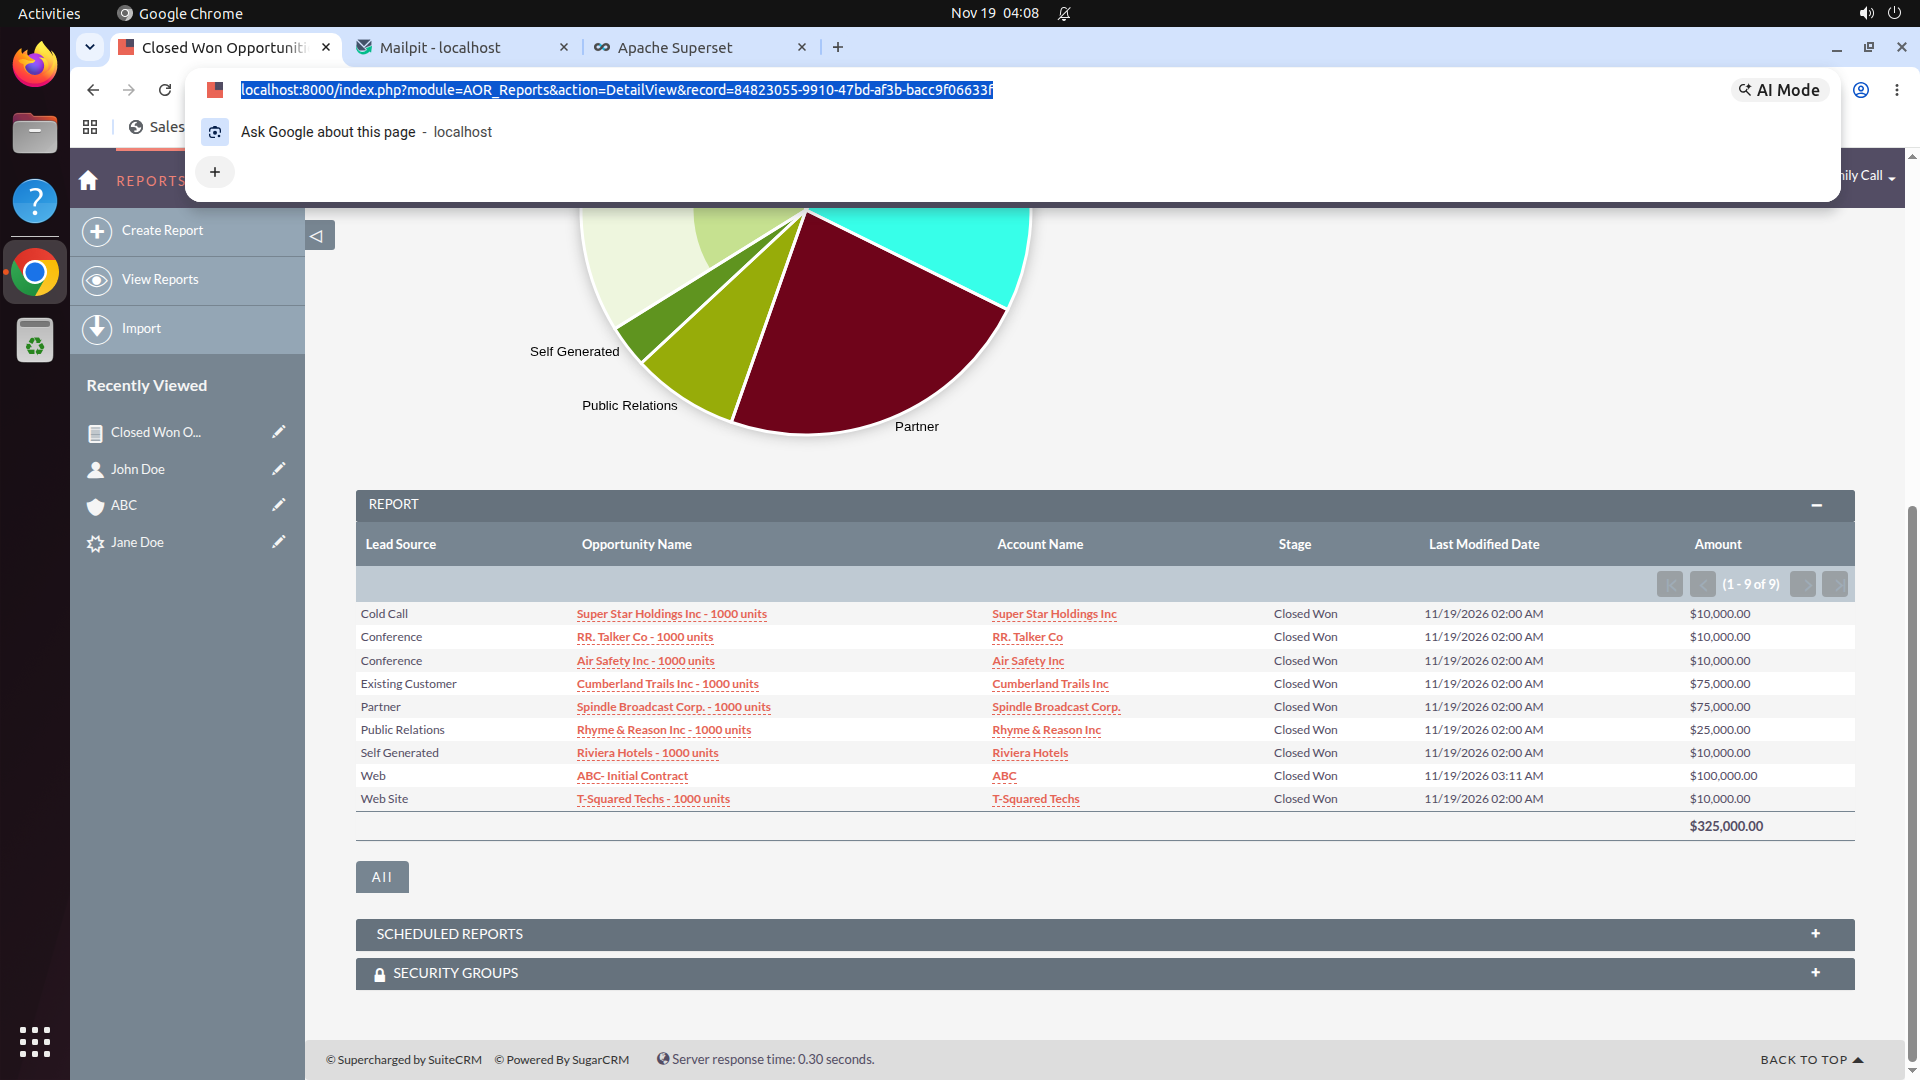 Activities
Google Chrome
Nov 19 04:08
Closed Won Opportuniti
Mailpit - localhost
Apache Superset
localhost:8000/index.php?module=AOR_Reports&action=DetailView&record=84823055-9910-47bd-af3b-bacc9f06633f
AI Mode
Ask Google about this page - localhost
Sales
REPORTS
ily Call
Create Report
View Reports
Import
Recently Viewed
Closed Won O...
John Doe
ABC
Jane Doe
Self Generated
Public Relations
Partner
REPORT
Lead Source Opportunity Name Account Name Stage Last Modified Date Amount
(1 - 9 of 9)
Cold Call Super Star Holdings Inc - 1000 units Super Star Holdings Inc Closed Won 11/19/2026 02:00 AM $10,000.00
Conference RR. Talker Co - 1000 units RR. Talker Co Closed Won 11/19/2026 02:00 AM $10,000.00
Conference Air Safety Inc - 1000 units Air Safety Inc Closed Won 11/19/2026 02:00 AM $10,000.00
Existing Customer Cumberland Trails Inc - 1000 units Cumberland Trails Inc Closed Won 11/19/2026 02:00 AM $75,000.00
Partner Spindle Broadcast Corp. - 1000 units Spindle Broadcast Corp. Closed Won 11/19/2026 02:00 AM $75,000.00
Public Relations Rhyme & Reason Inc - 1000 units Rhyme & Reason Inc Closed Won 11/19/2026 02:00 AM $25,000.00
Self Generated Riviera Hotels - 1000 units Riviera Hotels Closed Won 11/19/2026 02:00 AM $10,000.00
Web ABC- Initial Contract ABC Closed Won 11/19/2026 03:11 AM $100,000.00
Web Site T-Squared Techs - 1000 units T-Squared Techs Closed Won 11/19/2026 02:00 AM $10,000.00
$325,000.00
All
SCHEDULED REPORTS
SECURITY GROUPS
© Supercharged by SuiteCRM © Powered By SugarCRM Server response time: 0.30 seconds.
BACK TO TOP